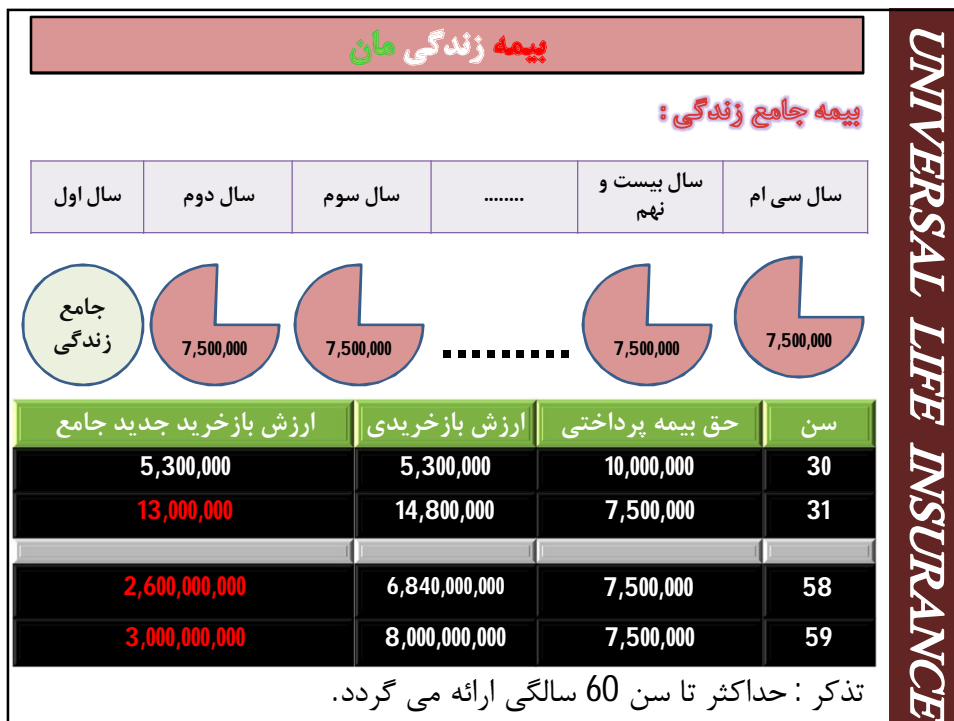 بیمه زندگی مان
بیمه جامع زندگی :
سال اول سال دوم سال سوم ........ سال بیست و نهم سال سی ام
جامع زندگی 7,500,000 7,500,000 ......... 7,500,000 7,500,000
سن حق بیمه پرداختی ارزش بازخریدی ارزش بازخرید جدید جامع
30 10,000,000 5,300,000 5,300,000
31 7,500,000 14,800,000 13,000,000
58 7,500,000 6,840,000,000 2,600,000,000
59 7,500,000 8,000,000,000 3,000,000,000
تذکر : حداکثر تا سن 60 سالگی ارائه می گردد.
UNIVERSAL LIFE INSURANCE